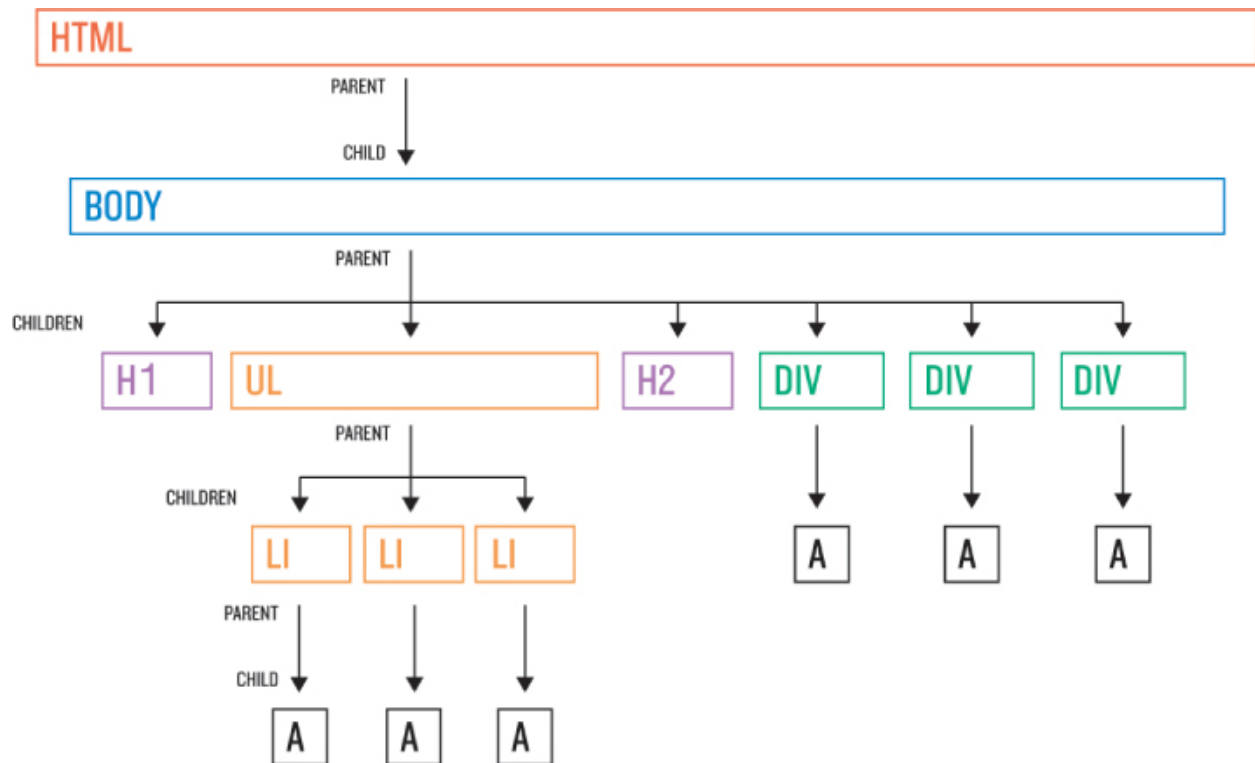 HTML
PARENT
CHILD
BODY
PARENT
CHILDREN
H1 UL H2 DIV DIV DIV
PARENT
CHILDREN
LI LI LI A A A
PARENT
CHILD
A A A